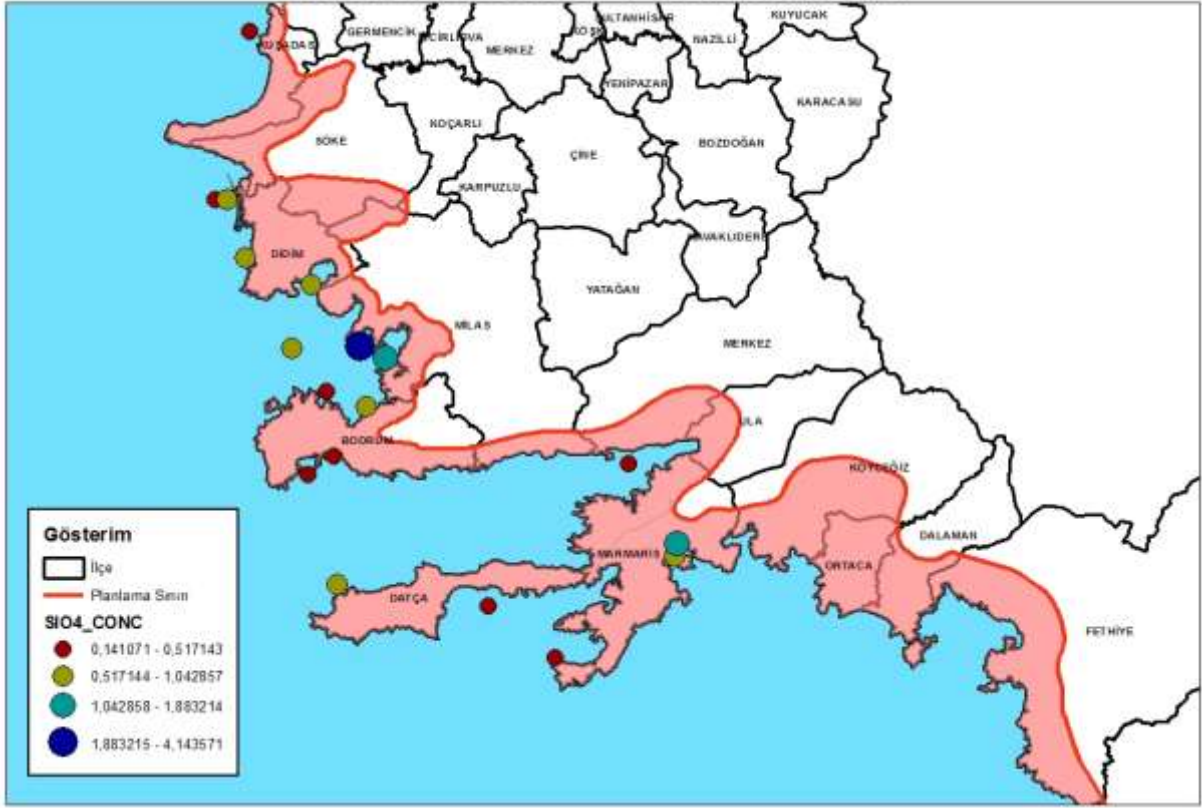 KUYUCAK
SULTANHİSAR
KUŞADASI
GERMENCİK
İNCİRLİOVA
MERKEZ
KÖŞK
NAZİLLİ
YENİPAZAR
KARACASU
KOÇARLI
SÖKE
ÇİNE
BOZDOĞAN
KARPUZLU
KAVAKLIDERE
DİDİM
YATAĞAN
MİLAS
MERKEZ
ULA
BODRUM
KÖYCEĞİZ
DALAMAN
MARMARİS
ORTACA
DATÇA
FETHİYE
Gösterim
İlçe
Planlama Sınırı
SIO4_CONC
0,141071 - 0,517143
0,517144 - 1,042857
1,042858 - 1,883214
1,883215 - 4,143571